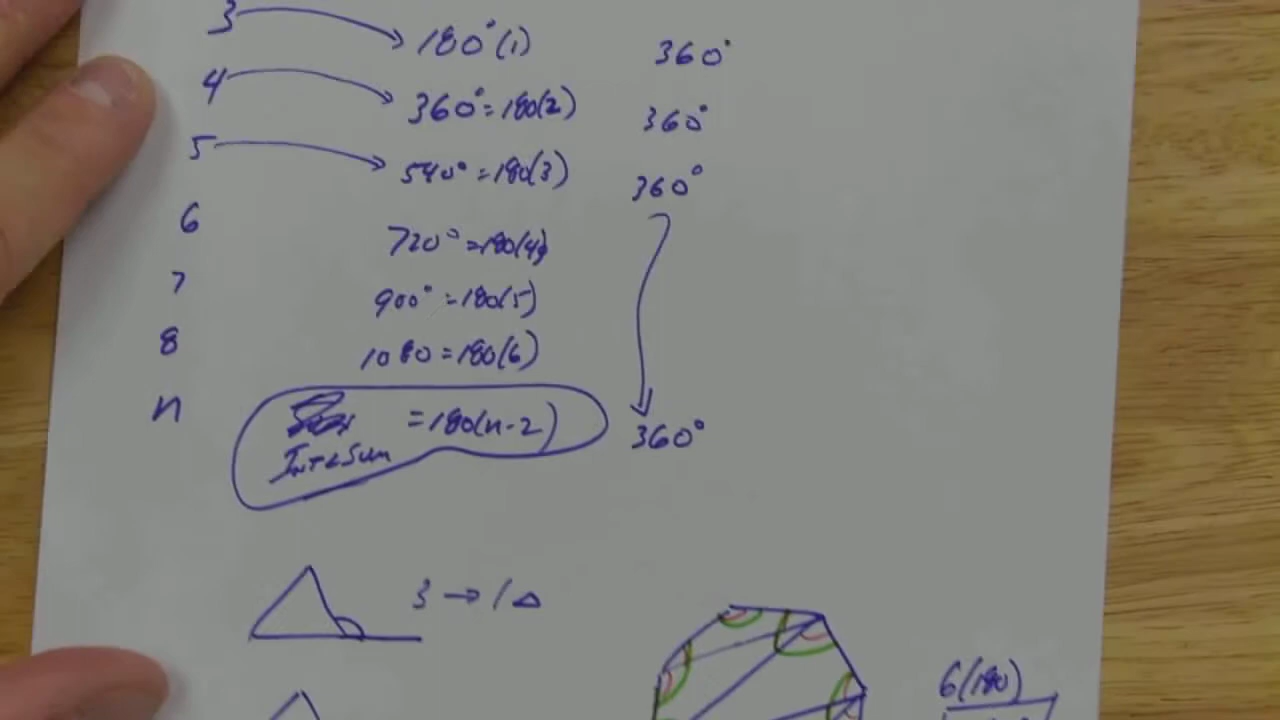 3 180°(1) 360°
4 360°=180(2) 360°
5 540°=180(3) 360°
6 720°=180(4)
7 900°=180(5)
8 1080=180(6)
n =180(n-2) 360°
INT∠SUM
3 → 1△
6(180)